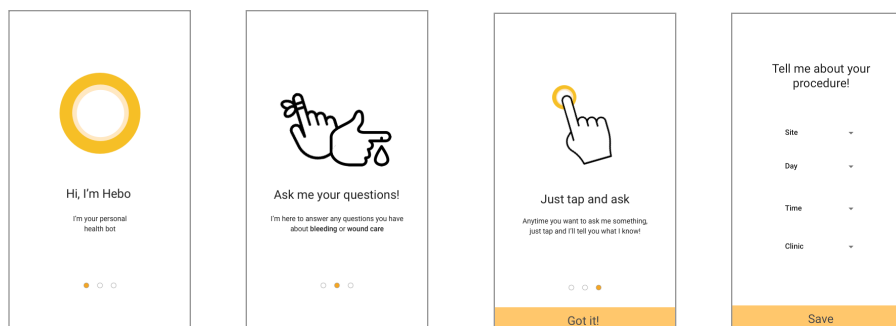 Hi, I'm Hebo
I'm your personal
health bot
Ask me your questions!
I'm here to answer any questions you have
about bleeding or wound care
Just tap and ask
Anytime you want to ask me something,
just tap and I'll tell you what I know!
Got it!
Tell me about your
procedure!
Site
Day
Time
Clinic
Save